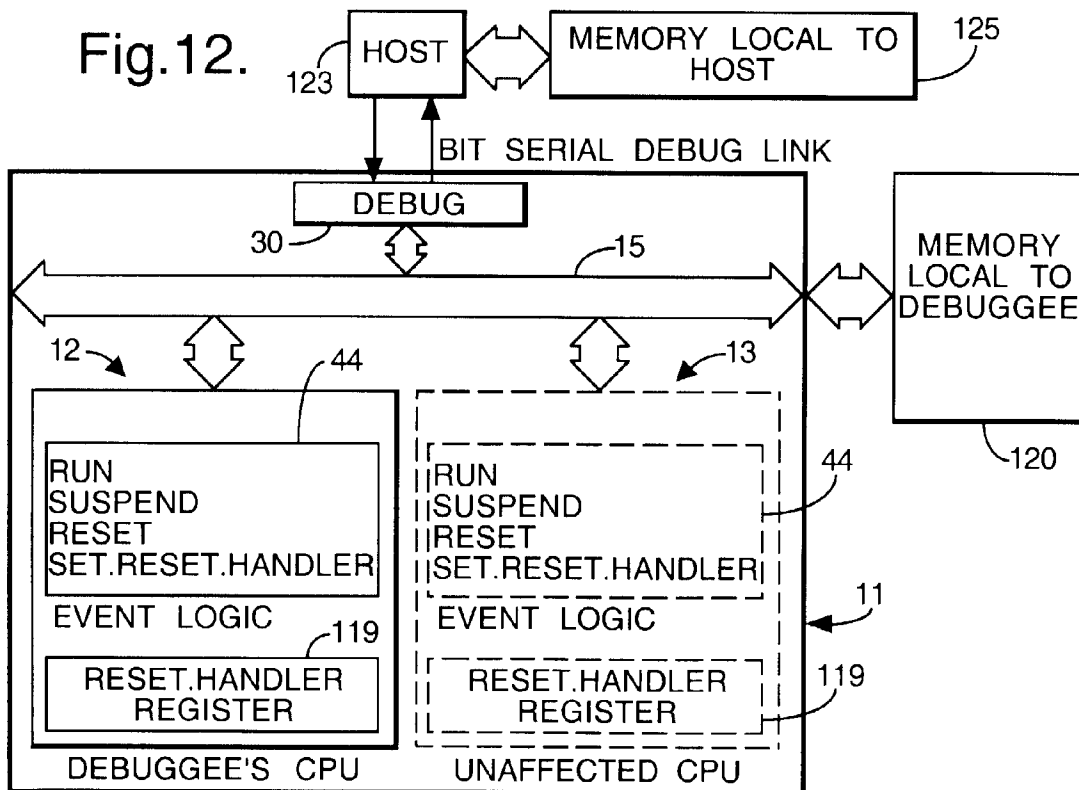 Fig.12.
HOST
123
MEMORY LOCAL TO
HOST
125
BIT SERIAL DEBUG LINK
DEBUG
30
15
MEMORY
LOCAL TO
DEBUGGEE
120
12
44
RUN
SUSPEND
RESET
SET.RESET.HANDLER
EVENT LOGIC
119
RESET.HANDLER
REGISTER
DEBUGGEE'S CPU
13
44
RUN
SUSPEND
RESET
SET.RESET.HANDLER
EVENT LOGIC
11
RESET.HANDLER
REGISTER
119
UNAFFECTED CPU